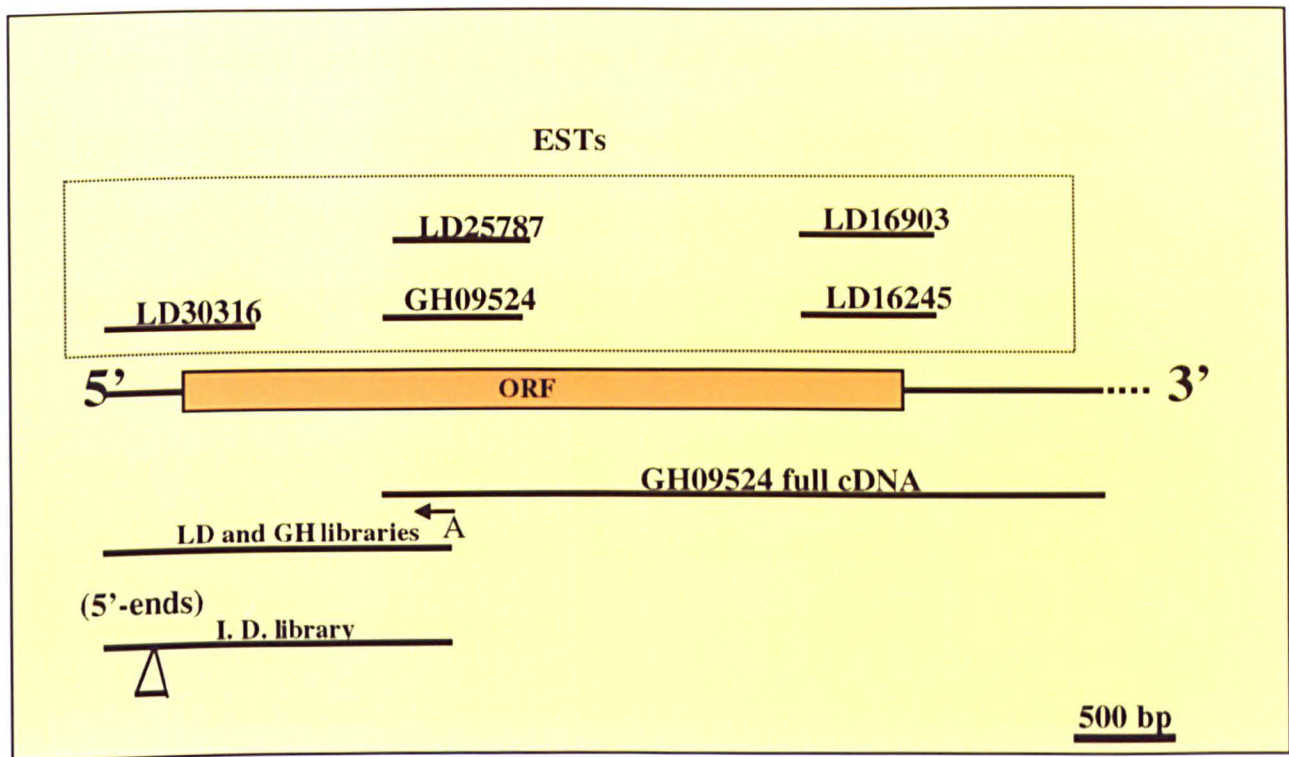 ESTs
LD25787
LD16903
LD30316
GH09524
LD16245
5’
ORF
3’
GH09524 full cDNA
LD and GH libraries
A
(5’-ends)
I. D. library
500 bp